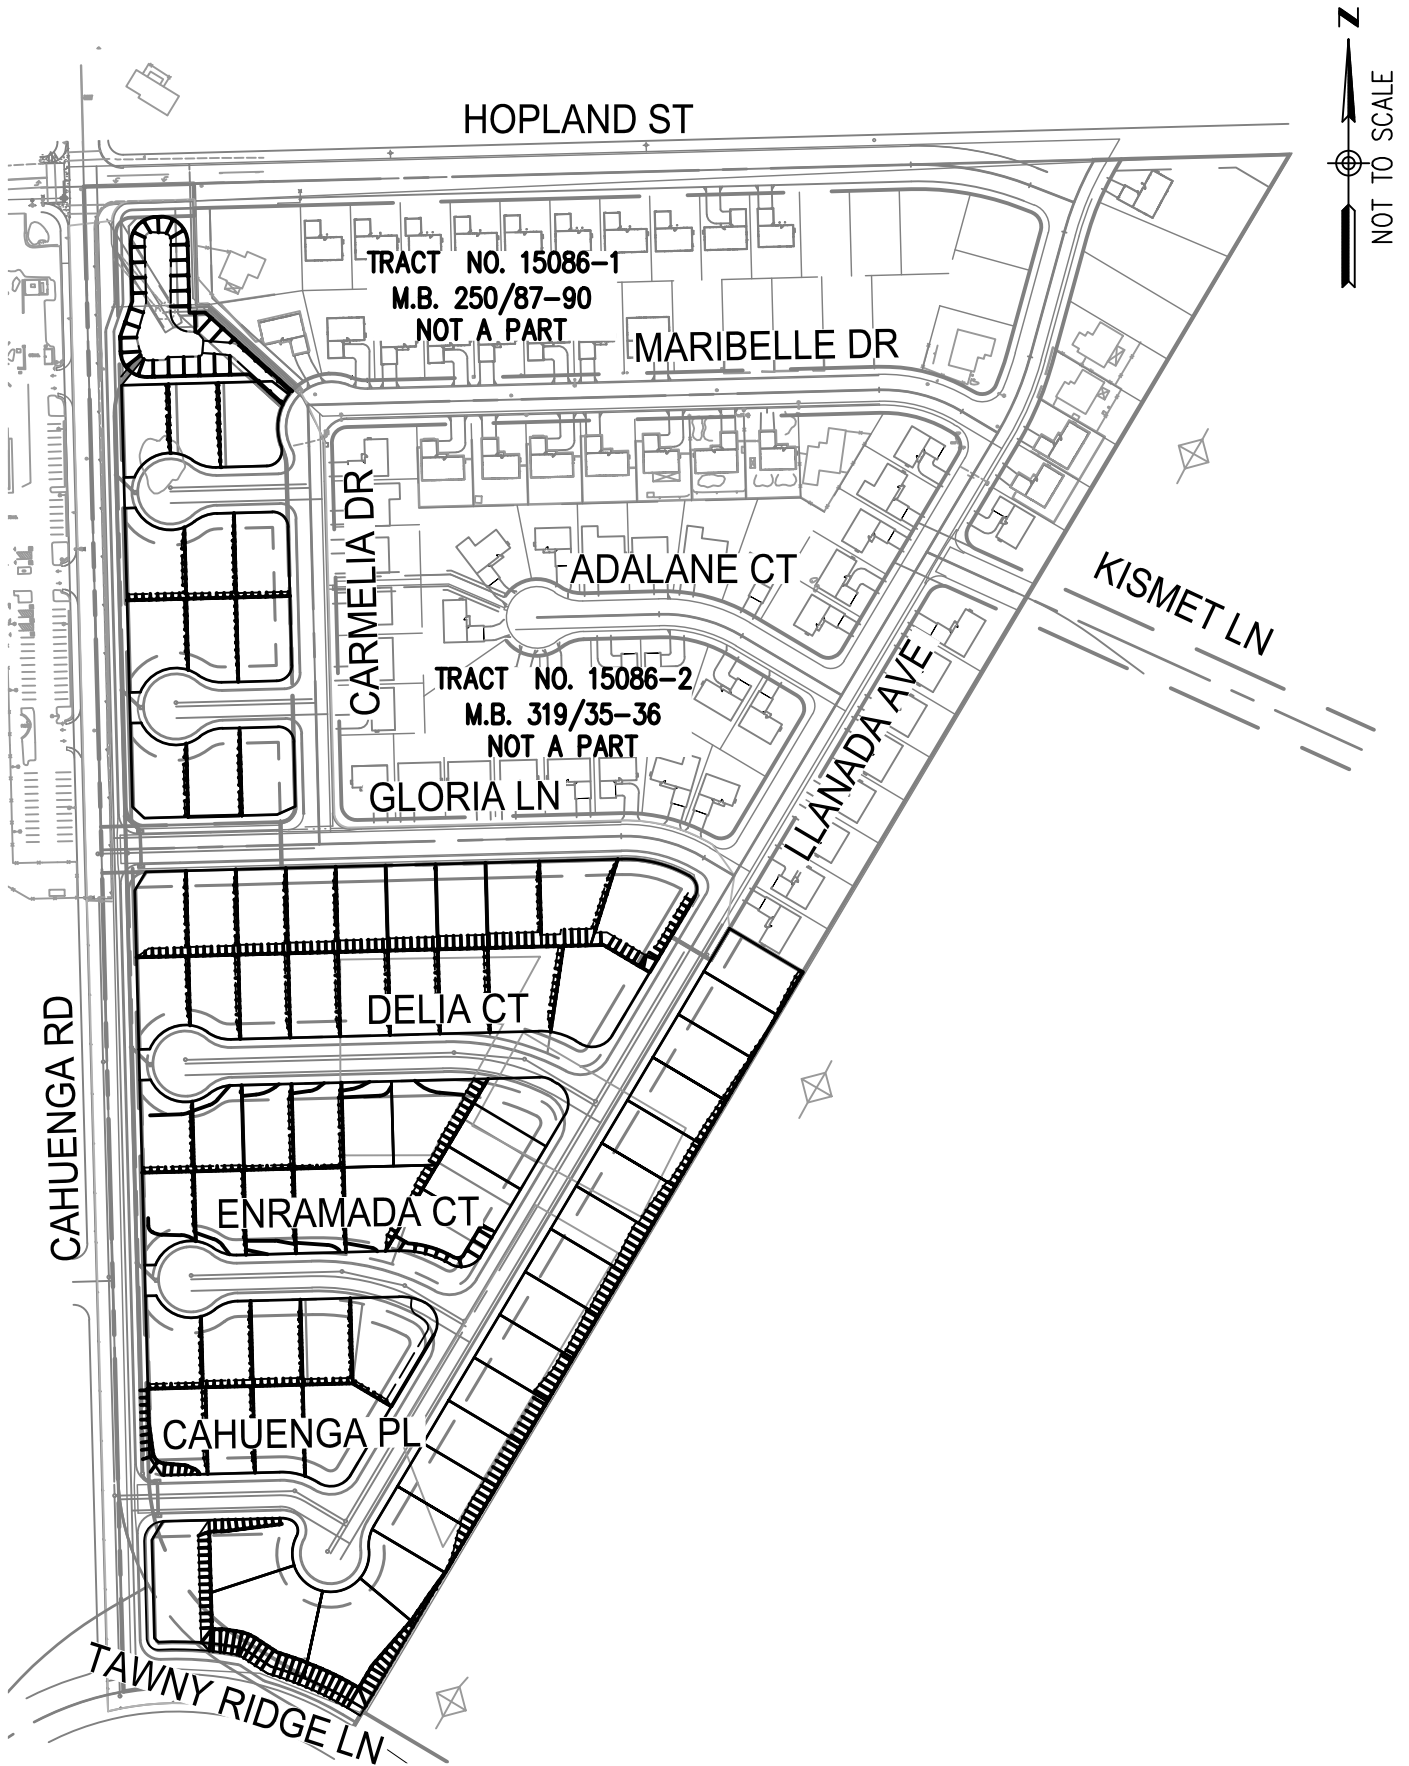 N
NOT TO SCALE
HOPLAND ST
TRACT NO. 15086-1
M.B. 250/87-90
NOT A PART
MARIBELLE DR
CARMELIA DR
ADALANE CT
KISMET LN
TRACT NO. 15086-2
M.B. 319/35-36
NOT A PART
LLANADA AVE
GLORIA LN
DELIA CT
CAHUENGA RD
ENRAMADA CT
CAHUENGA PL
TAWNY RIDGE LN